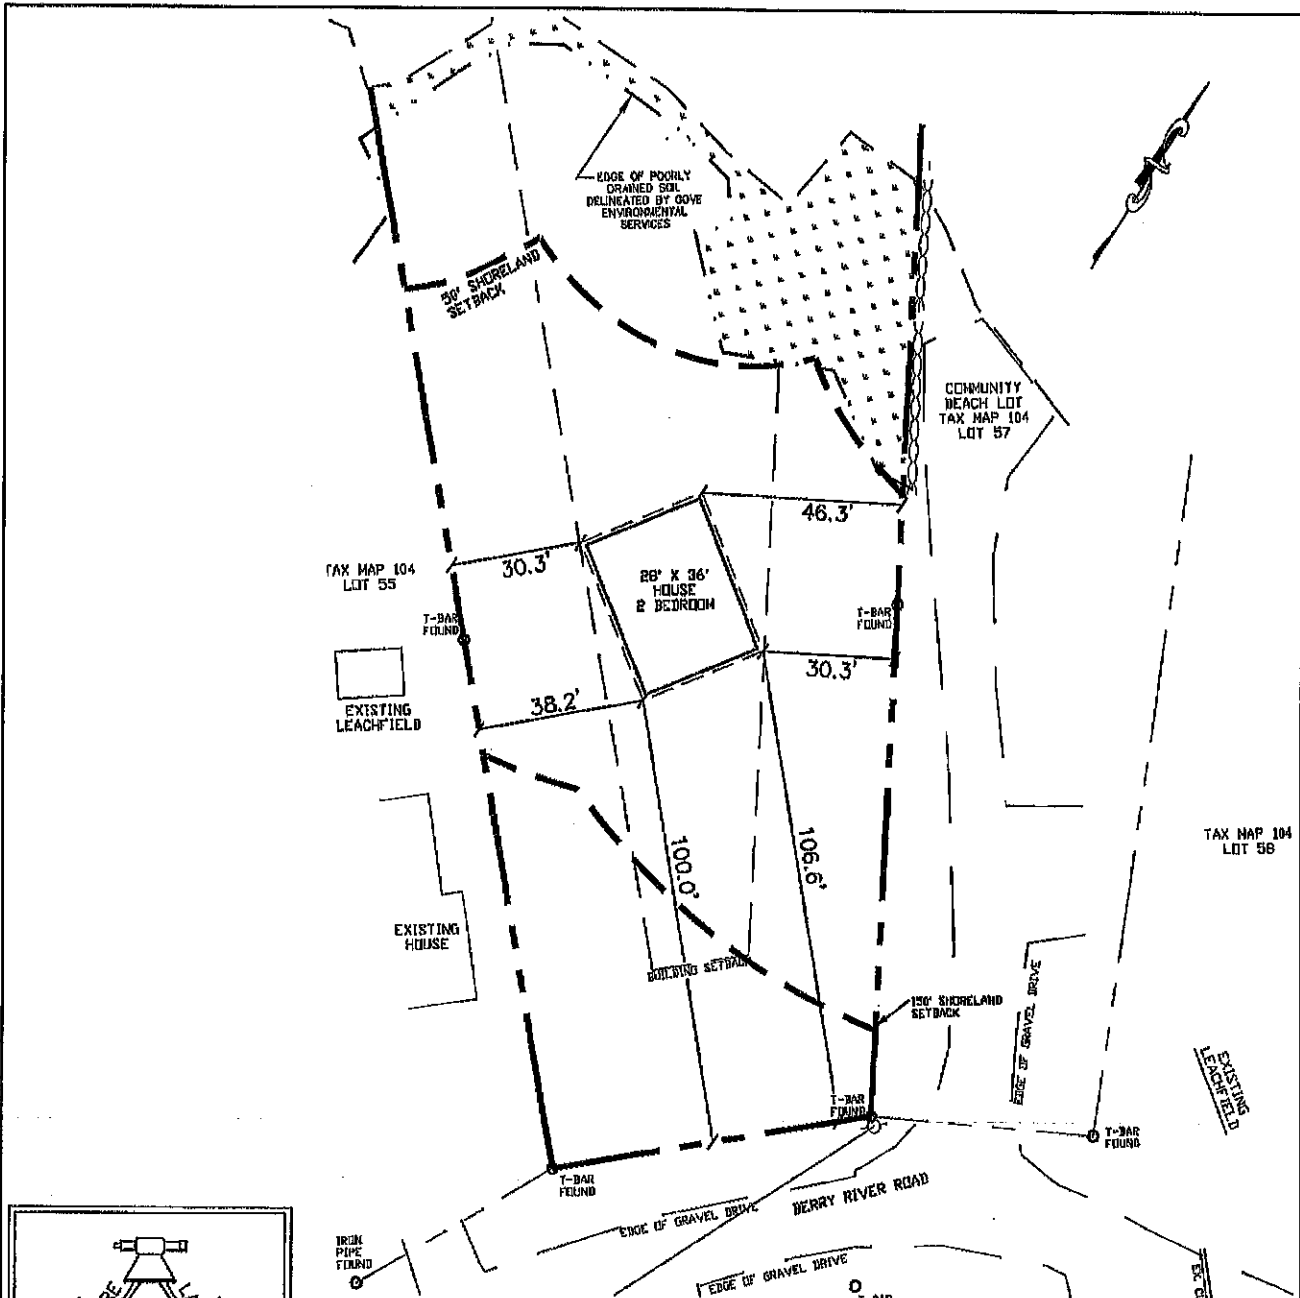 EDGE OF POORLY
DRAINED SOIL
DELINEATED BY GOVE
ENVIRONMENTAL
SERVICES
50' SHORELAND
SETBACK
COMMUNITY
BEACH LOT
TAX MAP 104
LOT 57
46.3'
30.3'
TAX MAP 104
LOT 55
28' X 36'
HOUSE
2 BEDROOM
T-BAR
FOUND
T-BAR
FOUND
30.3'
38.2'
EXISTING
LEACHFIELD
TAX MAP 104
LOT 58
100.0'
106.6'
EXISTING
HOUSE
BUILDING SETBACK
150' SHORELAND
SETBACK
EDGE OF GRAVEL DRIVE
EXISTING
LEACHFIELD
T-BAR
FOUND
T-BAR
FOUND
T-BAR
FOUND
BERRY RIVER ROAD
EDGE OF GRAVEL DRIVE
IRON
PIPE
FOUND
EDGE OF GRAVEL DRIVE